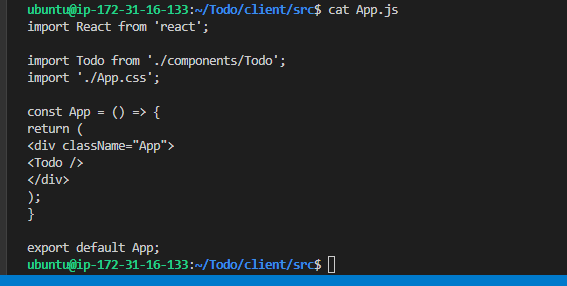 ubuntu@ip-172-31-16-133:~/Todo/client/src$ cat App.js
import React from 'react';
import Todo from './components/Todo';
import './App.css';
const App = () => {
return (
<div className="App">
<Todo />
</div>
);
}
export default App;
ubuntu@ip-172-31-16-133:~/Todo/client/src$